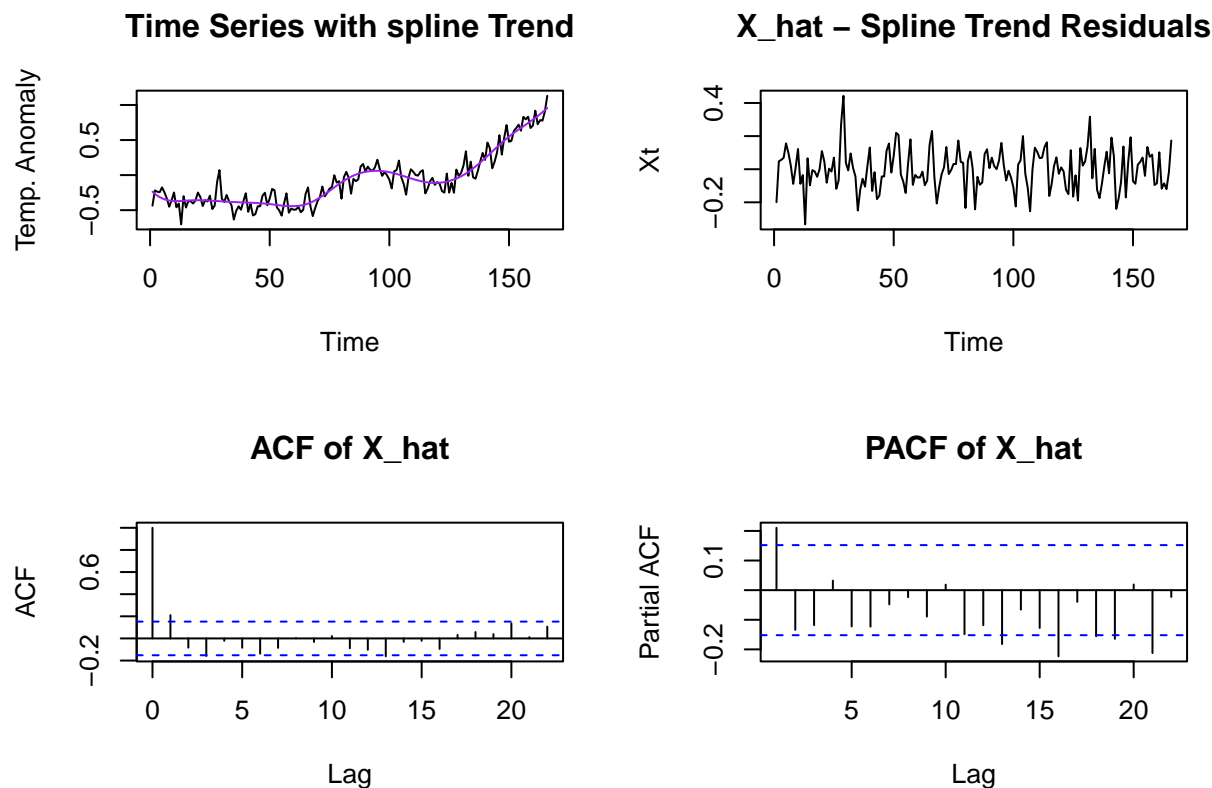 Time Series with spline Trend
Temp. Anomaly
−0.5 0.5
0 50 100 150
Time
X_hat − Spline Trend Residuals
Xt
−0.2 0.4
0 50 100 150
Time
ACF of X_hat
ACF
−0.2 0.6
0 5 10 15 20
Lag
PACF of X_hat
Partial ACF
−0.2 0.1
5 10 15 20
Lag